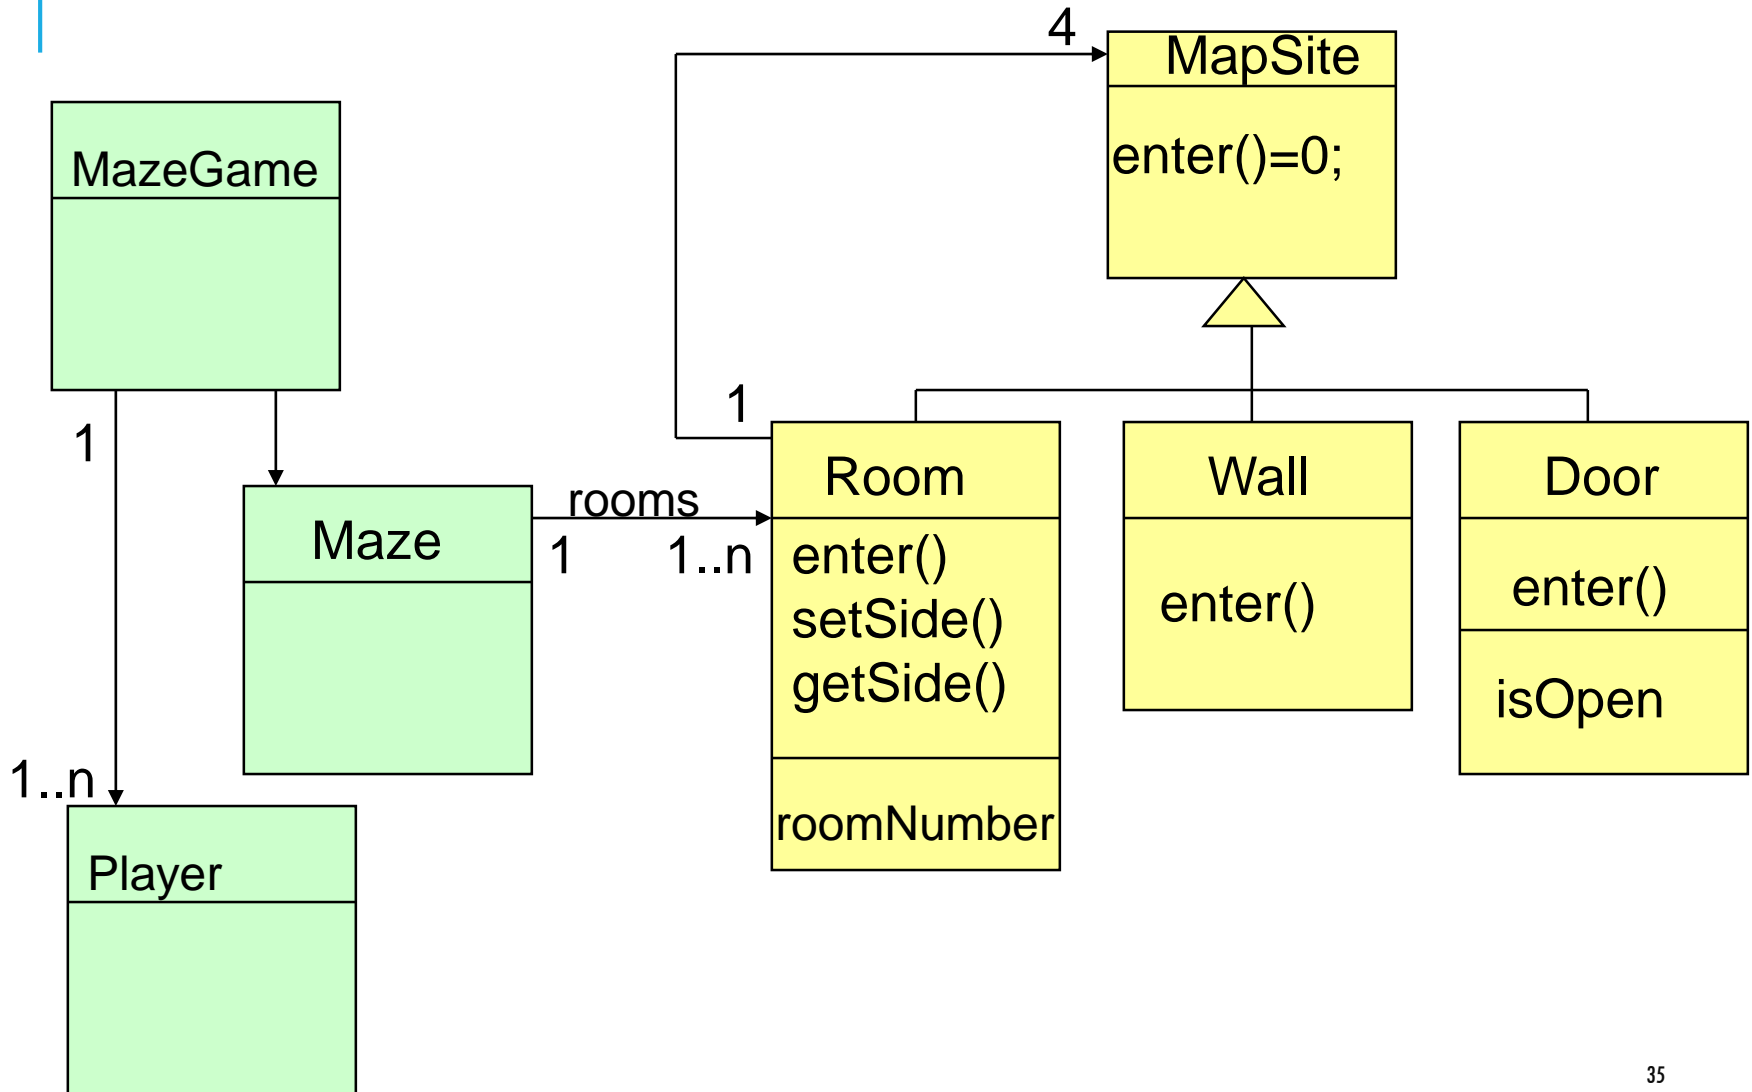 4
MapSite
enter()=0;
MazeGame
1
1
Room
enter()
setSide()
getSide()
roomNumber
Wall
enter()
Door
enter()
isOpen
Maze
rooms
1
1..n
1..n
Player
35